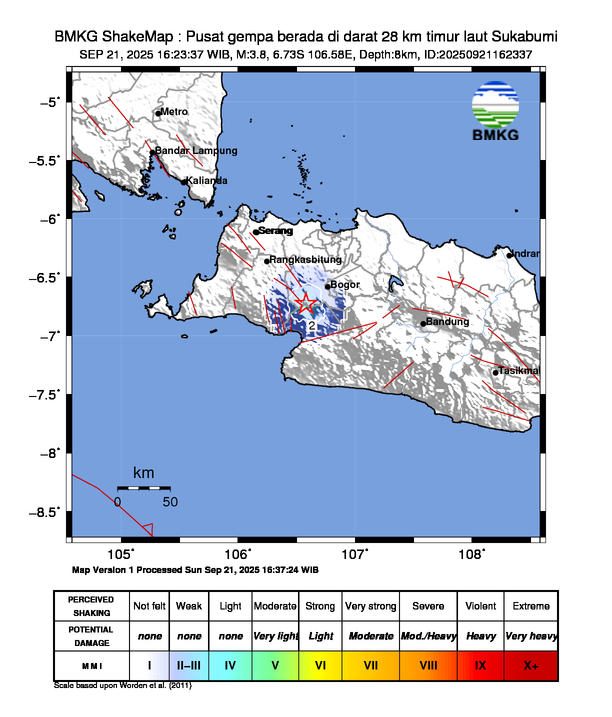 BMKG ShakeMap : Pusat gempa berada di darat 28 km timur laut Sukabumi
SEP 21, 2025 16:23:37 WIB, M:3.8, 6.73S 106.58E, Depth:8km, ID:20250921162337
-5°
-5.5°
-6°
-6.5°
-7°
-7.5°
-8°
-8.5°
BMKG
Metro
Bandar Lampung
Kalianda
Serang
Rangkasbitung
Indrar
Bogor
2
Bandung
Tasikmal
km
0 50
105° 106° 107° 108°
Map Version 1 Processed Sun Sep 21, 2025 16:37:24 WIB
PERCEIVED SHAKING Not felt Weak Light Moderate Strong Very strong Severe Violent Extreme
POTENTIAL DAMAGE none none none Very light Light Moderate Mod./Heavy Heavy Very heavy
MMI I II–III IV V VI VII VIII IX X+
Scale based upon Worden et al. (2011)